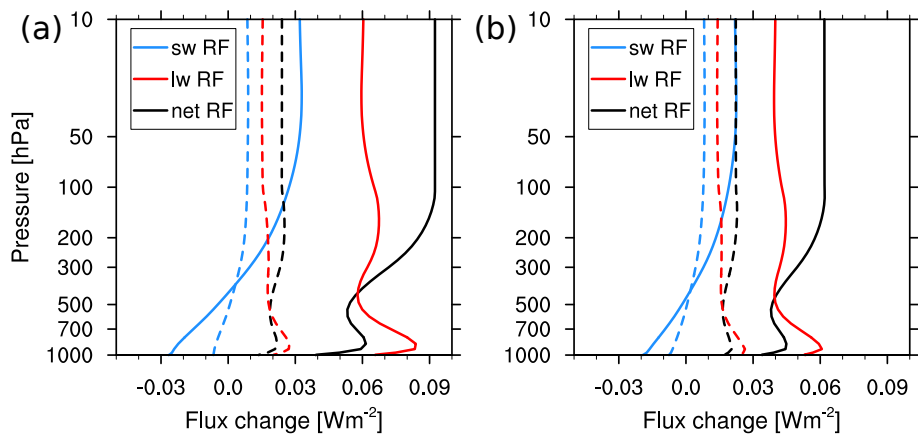 (a)
sw RF
lw RF
net RF
10
50
100
200
300
500
700
1000
Pressure [hPa]
-0.03 0.0 0.03 0.06 0.09
Flux change [Wm-2]
(b)
sw RF
lw RF
net RF
10
50
100
200
300
500
700
1000
-0.03 0.0 0.03 0.06 0.09
Flux change [Wm-2]